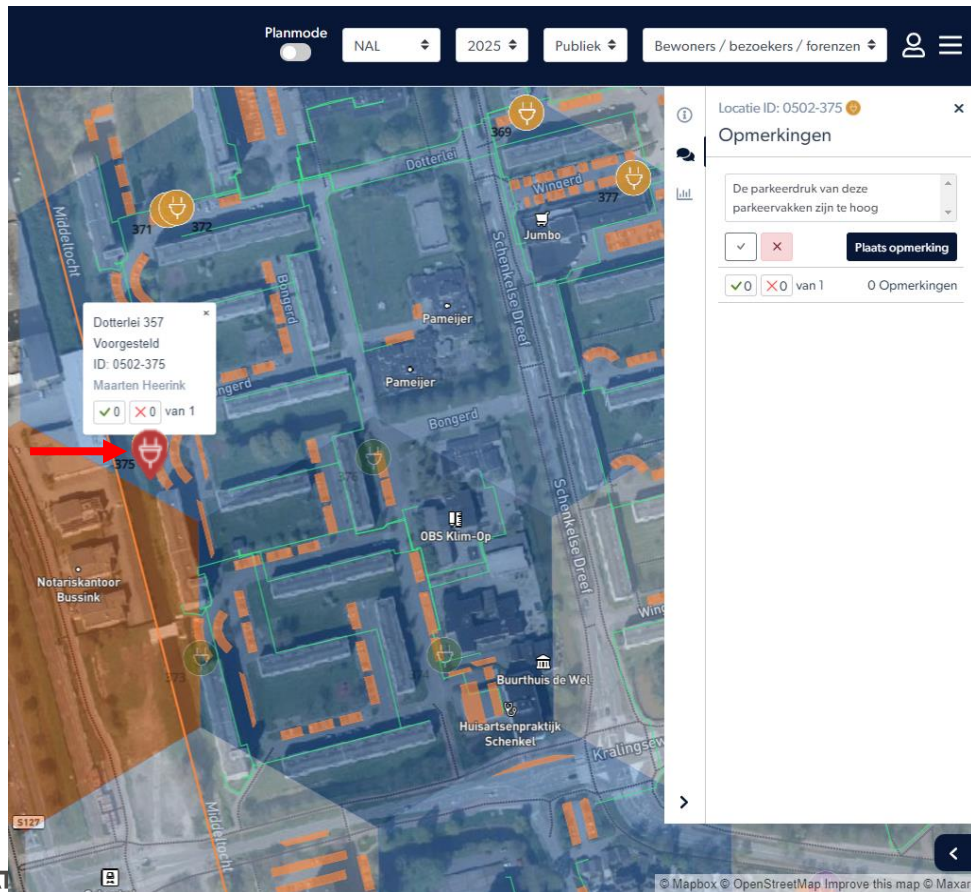 Planmode
NAL
2025
Publiek
Bewoners / bezoekers / forenzen
Locatie ID: 0502-375
Opmerkingen
De parkeerdruk van deze
parkeervakken zijn te hoog
Plaats opmerking
0
0 van 1
0 Opmerkingen
369
Dotterlei
Wingerd
377
371
372
Jumbo
Middeltocht
Schenkelse Dreef
Bongerd
Pameijer
Dotterlei 357
Voorgesteld
ID: 0502-375
Maarten Heerink
0
0 van 1
Pameijer
Bongerd
375
376
Schenkelse Dreef
OBS Klim-Op
Notariskantoor
Bussink
373
374
Buurthuis de Wel
Huisartsenpraktijk
Schenkel
Middeltocht
S127
© Mapbox © OpenStreetMap Improve this map © Maxar